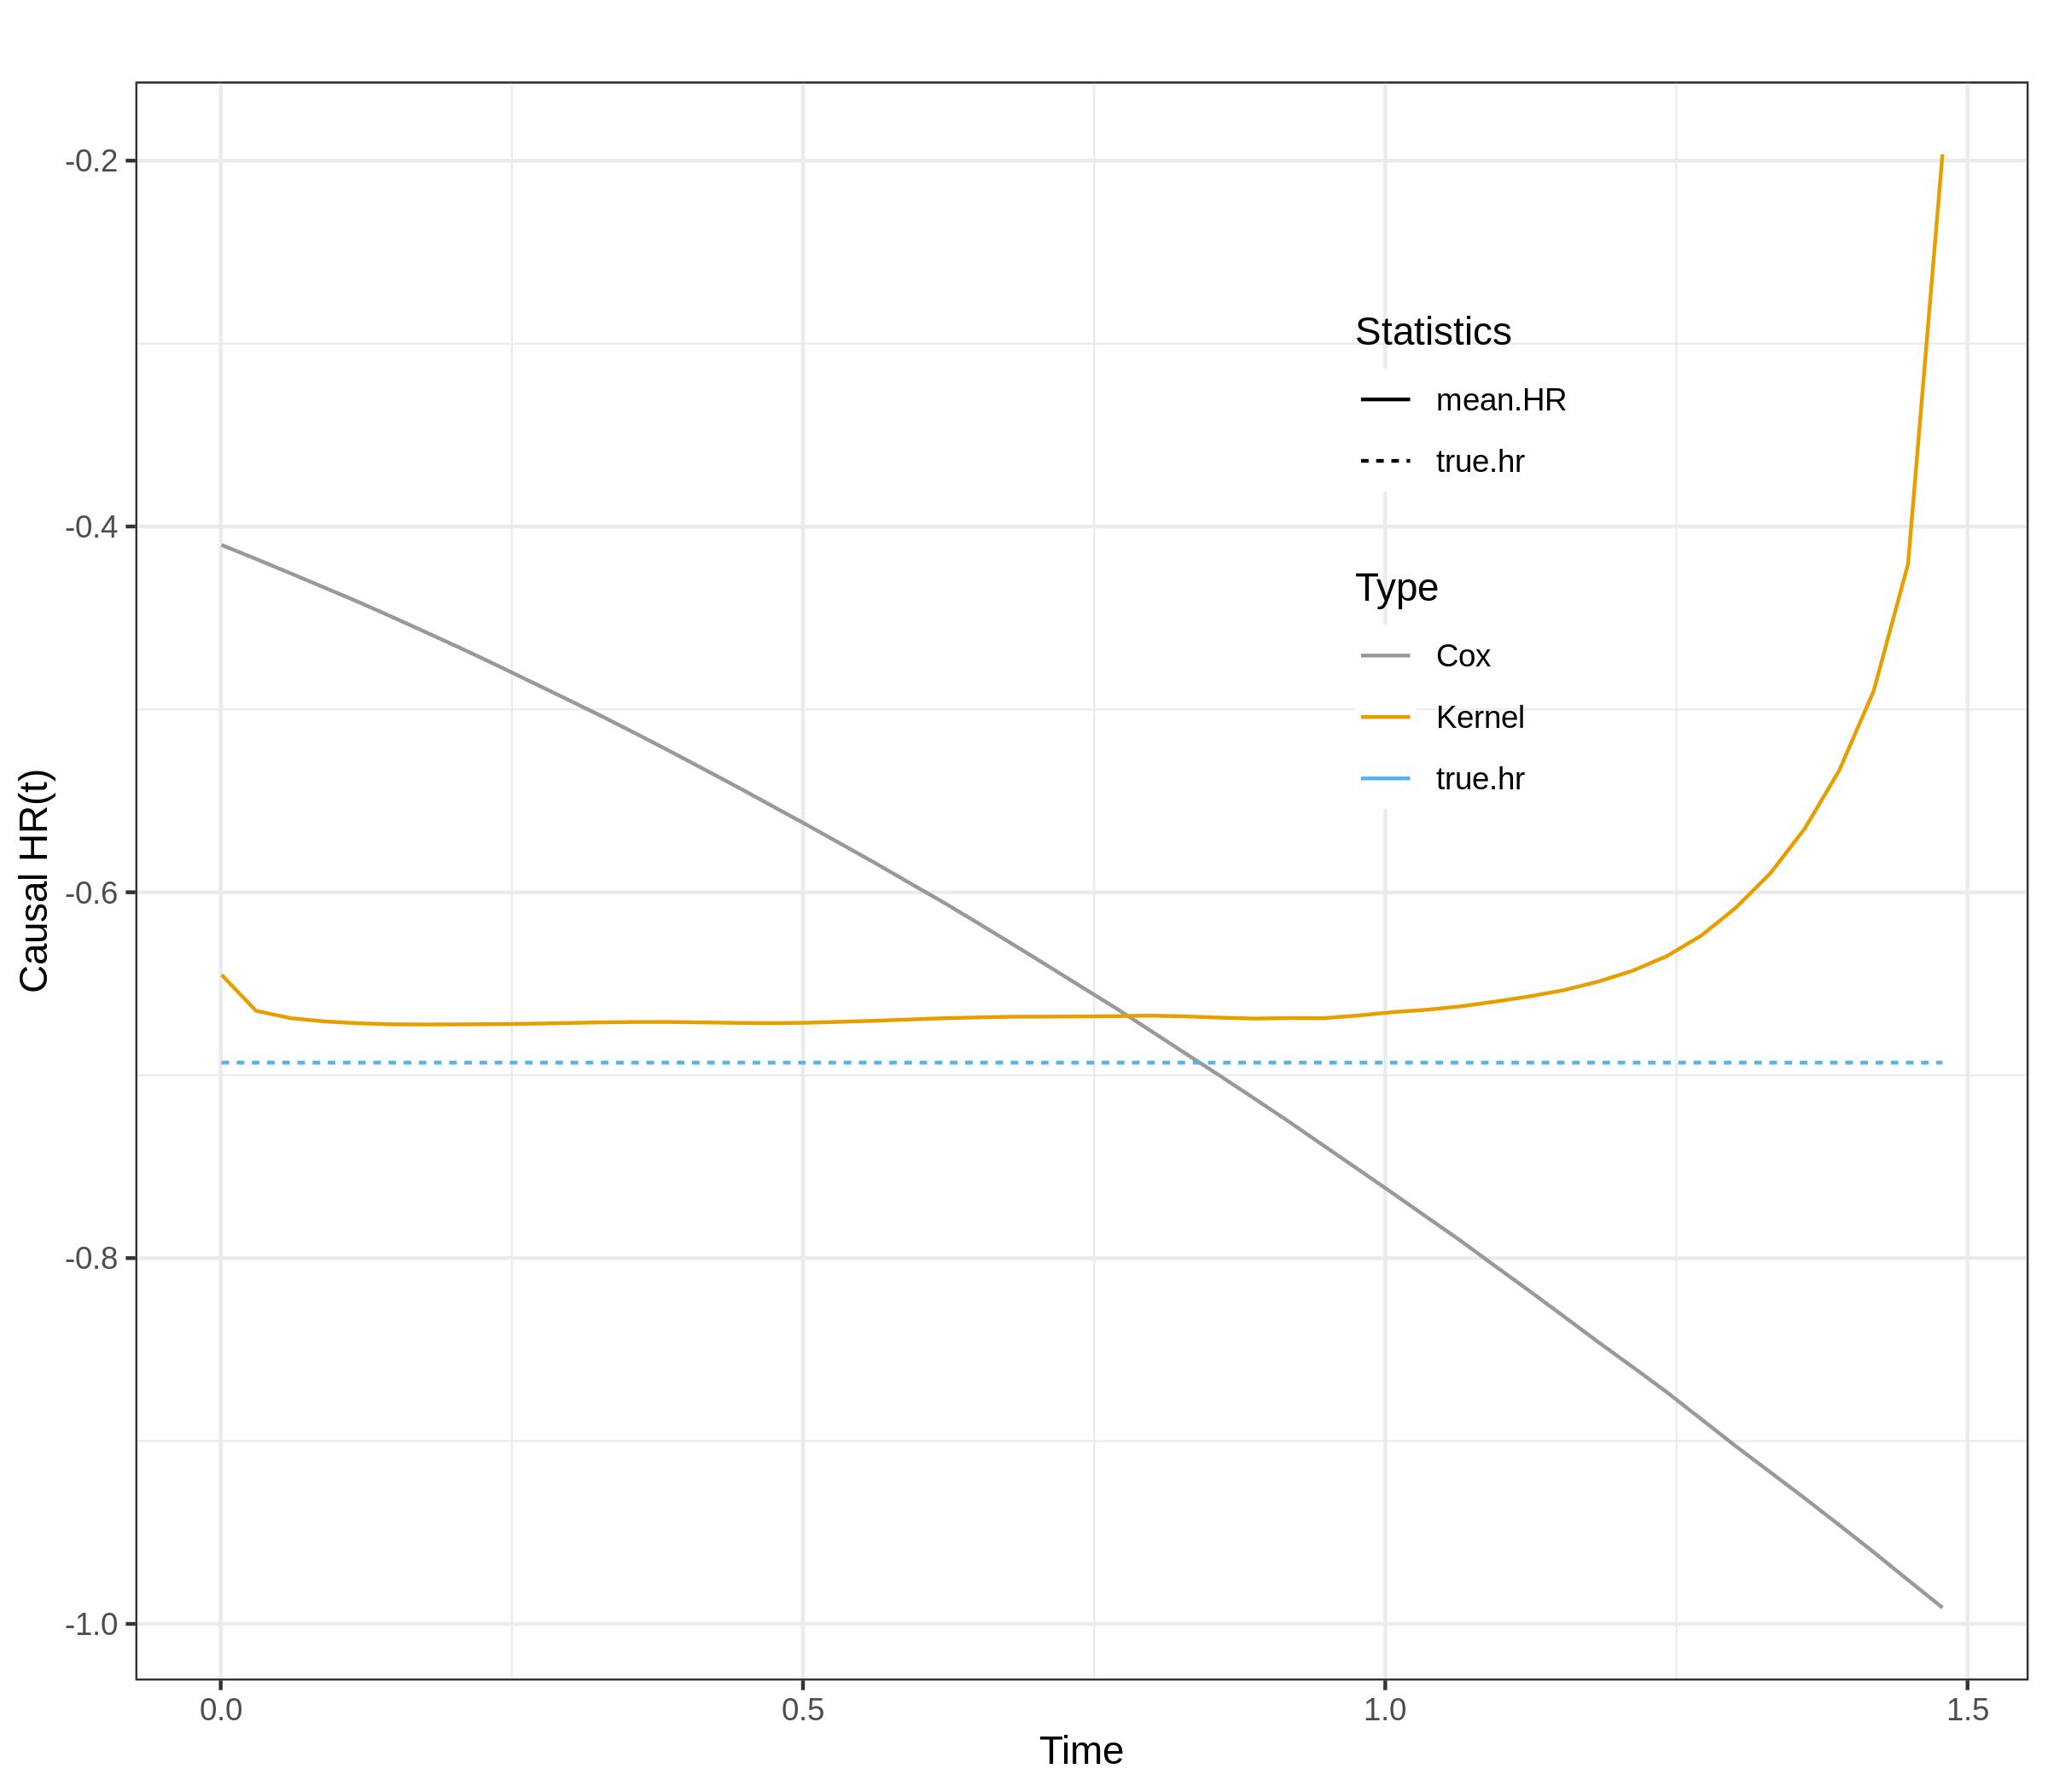 -0.2
-0.4
-0.6
-0.8
-1.0
Causal HR(t)
Statistics
mean.HR
true.hr
Type
Cox
Kernel
true.hr
0.0 0.5 1.0 1.5
Time